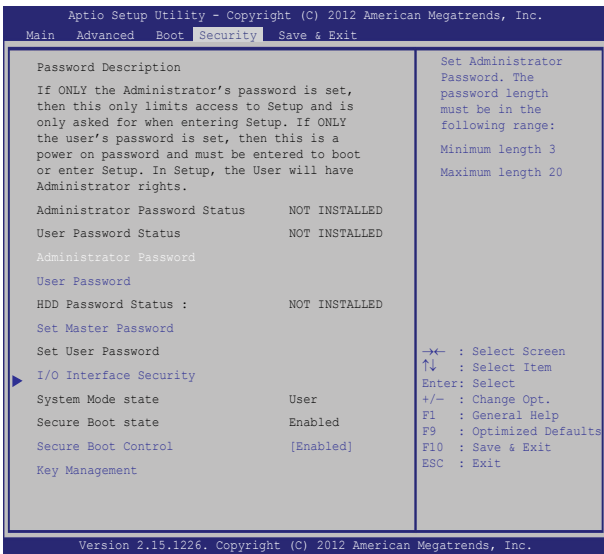 Aptio Setup Utility - Copyright (C) 2012 American Megatrends, Inc.
Main Advanced Boot Security Save & Exit
Password Description
If ONLY the Administrator's password is set,
then this only limits access to Setup and is
only asked for when entering Setup. If ONLY
the user's password is set, then this is a
power on password and must be entered to boot
or enter Setup. In Setup, the User will have
Administrator rights.
Administrator Password Status NOT INSTALLED
User Password Status NOT INSTALLED
Administrator Password
User Password
HDD Password Status : NOT INSTALLED
Set Master Password
Set User Password
I/O Interface Security
System Mode state User
Secure Boot state Enabled
Secure Boot Control [Enabled]
Key Management
Set Administrator
Password. The
password length
must be in the
following range:
Minimum length 3
Maximum length 20
→← : Select Screen
↑↓ : Select Item
Enter: Select
+/— : Change Opt.
F1 : General Help
F9 : Optimized Defaults
F10 : Save & Exit
ESC : Exit
Version 2.15.1226. Copyright (C) 2012 American Megatrends, Inc.